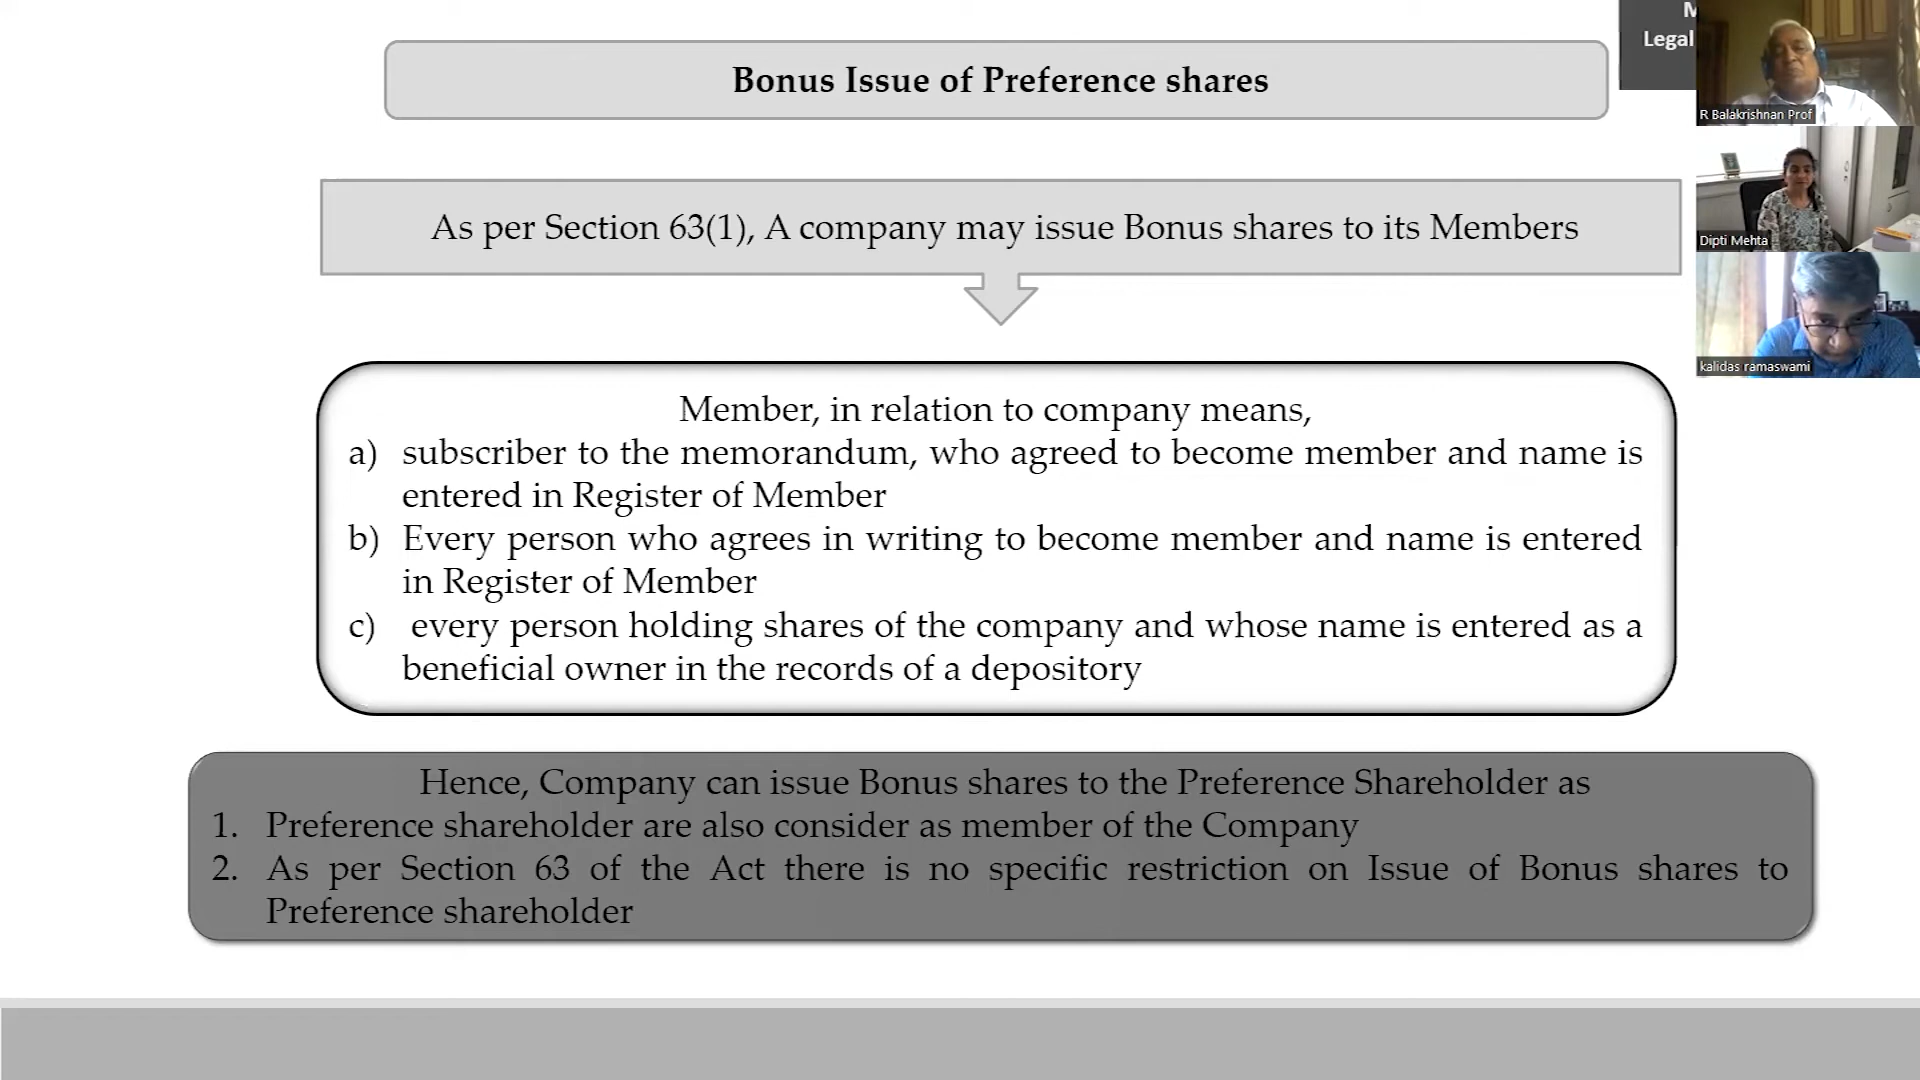 Bonus Issue of Preference shares
Legal
R Balakrishnan Prof
Dipti Mehta
kalidas ramaswami
As per Section 63(1), A company may issue Bonus shares to its Members
Member, in relation to company means,
a) subscriber to the memorandum, who agreed to become member and name is
entered in Register of Member
b) Every person who agrees in writing to become member and name is entered
in Register of Member
c) every person holding shares of the company and whose name is entered as a
beneficial owner in the records of a depository
Hence, Company can issue Bonus shares to the Preference Shareholder as
1. Preference shareholder are also consider as member of the Company
2. As per Section 63 of the Act there is no specific restriction on Issue of Bonus shares to
Preference shareholder